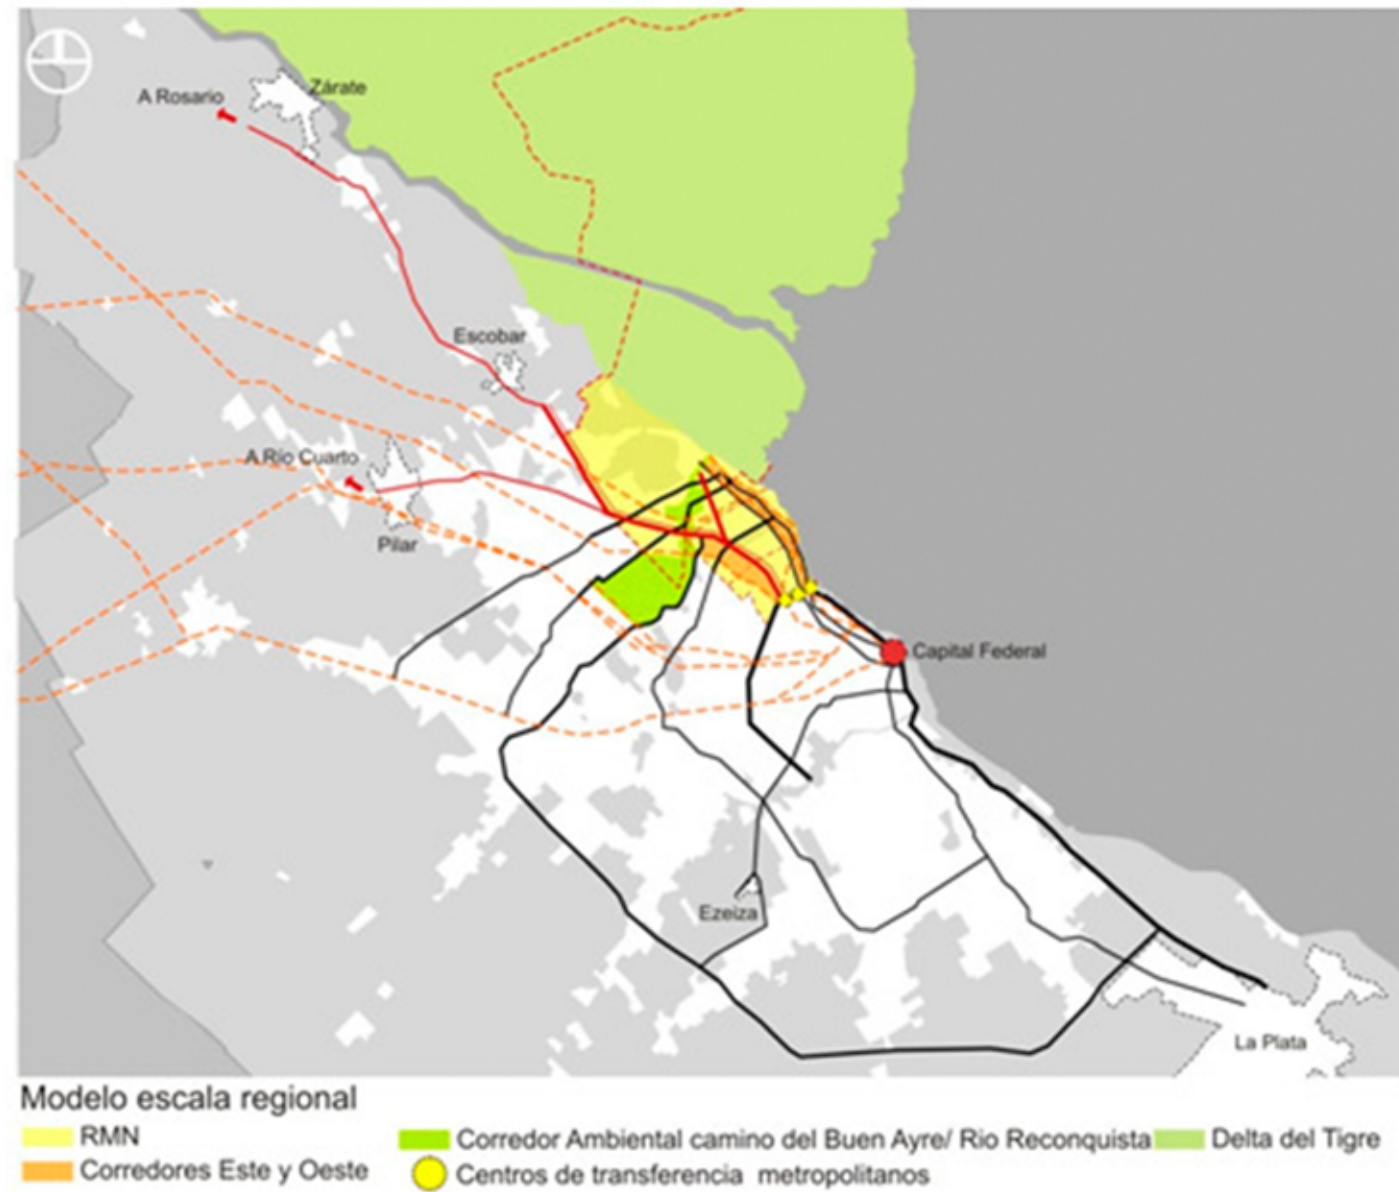 Zárate
A Rosario
Escobar
A Río Cuarto
Pilar
Capital Federal
Ezeiza
La Plata
Modelo escala regional
RMN
Corredor Ambiental camino del Buen Ayre/ Rio Reconquista
Delta del Tigre
Corredores Este y Oeste
Centros de transferencia metropolitanos